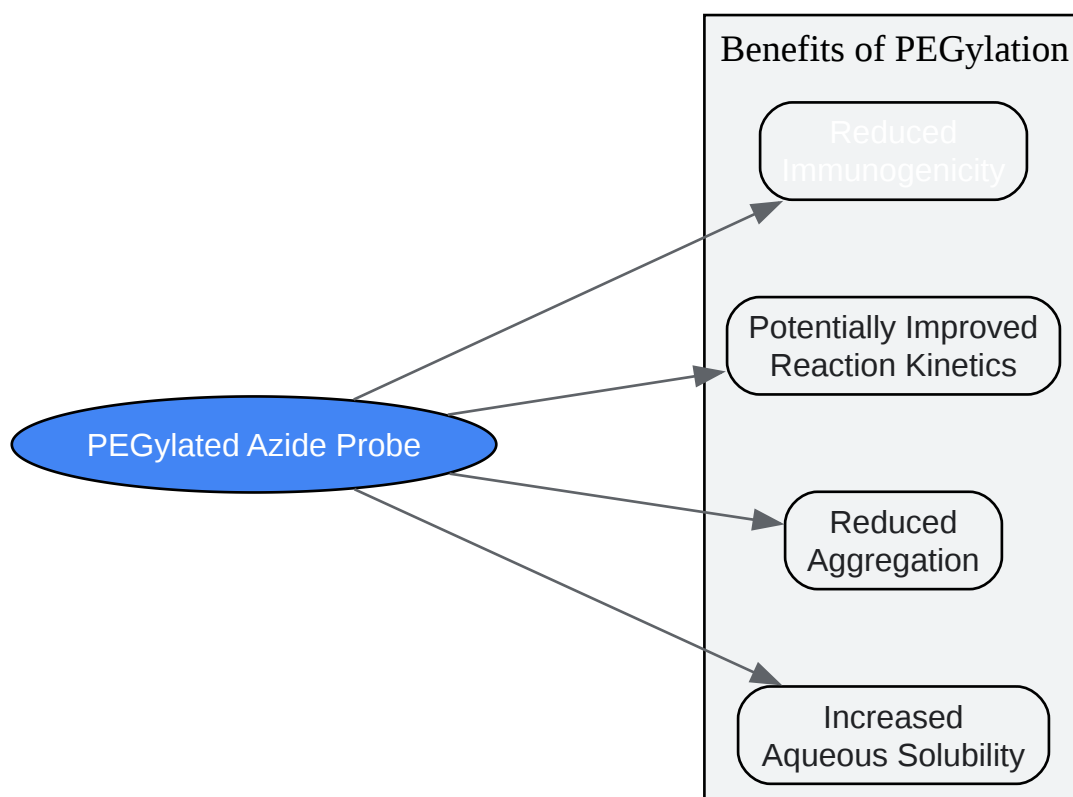 Benefits of PEGylation
Reduced
Immunogenicity
Potentially Improved
Reaction Kinetics
PEGylated Azide Probe
Reduced
Aggregation
Increased
Aqueous Solubility